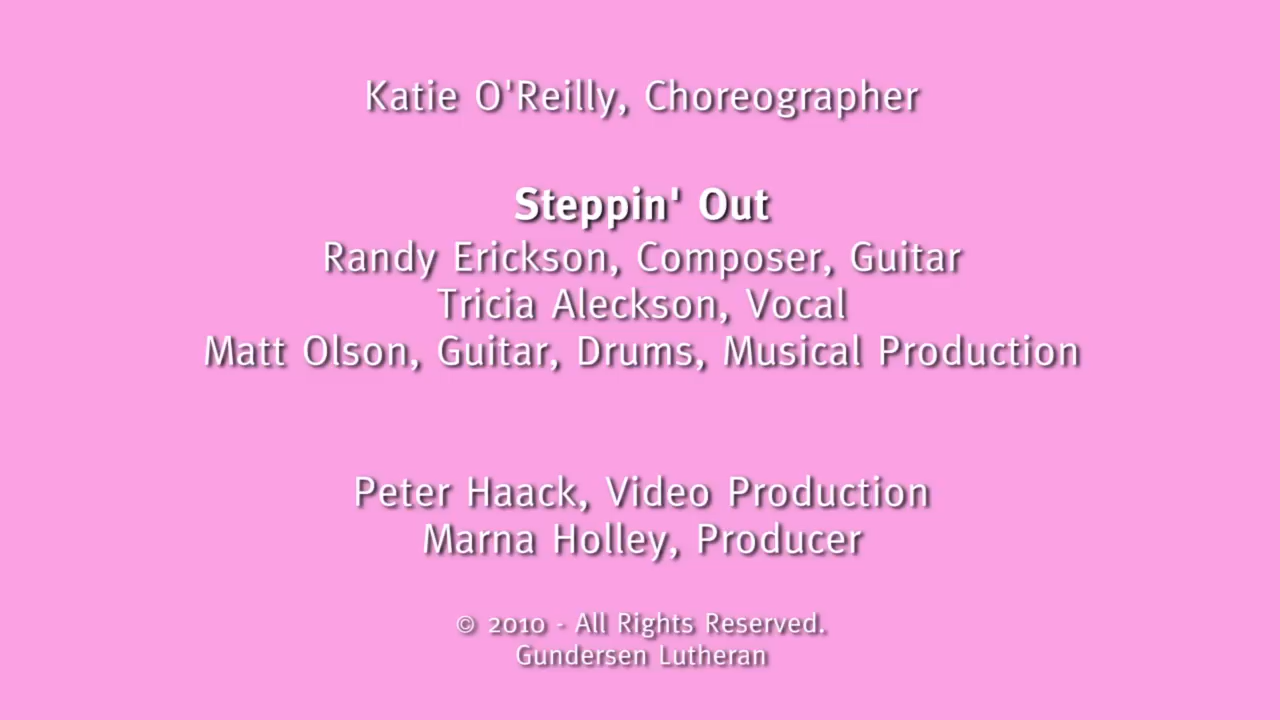 Katie O'Reilly, Choreographer
Steppin' Out
Randy Erickson, Composer, Guitar
Tricia Aleckson, Vocal
Matt Olson, Guitar, Drums, Musical Production
Peter Haack, Video Production
Marna Holley, Producer
© 2010 - All Rights Reserved.
Gundersen Lutheran